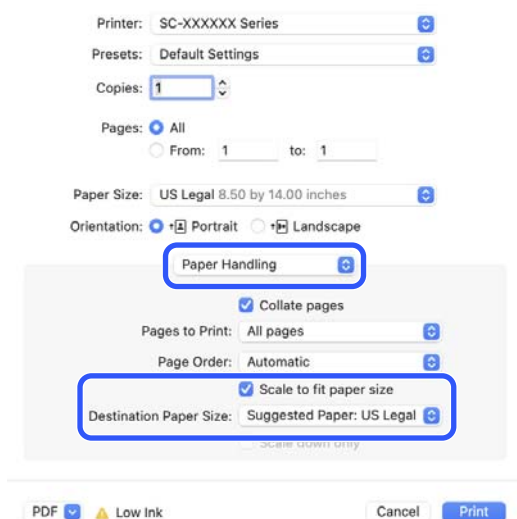 Printer: SC-XXXXXX Series
Presets: Default Settings
Copies: 1
Pages: All
From: 1 to: 1
Paper Size: US Legal 8.50 by 14.00 inches
Orientation: Portrait Landscape
Paper Handling
Collate pages
Pages to Print: All pages
Page Order: Automatic
Scale to fit paper size
Destination Paper Size: Suggested Paper: US Legal
Scale down only
PDF Low Ink Cancel Print